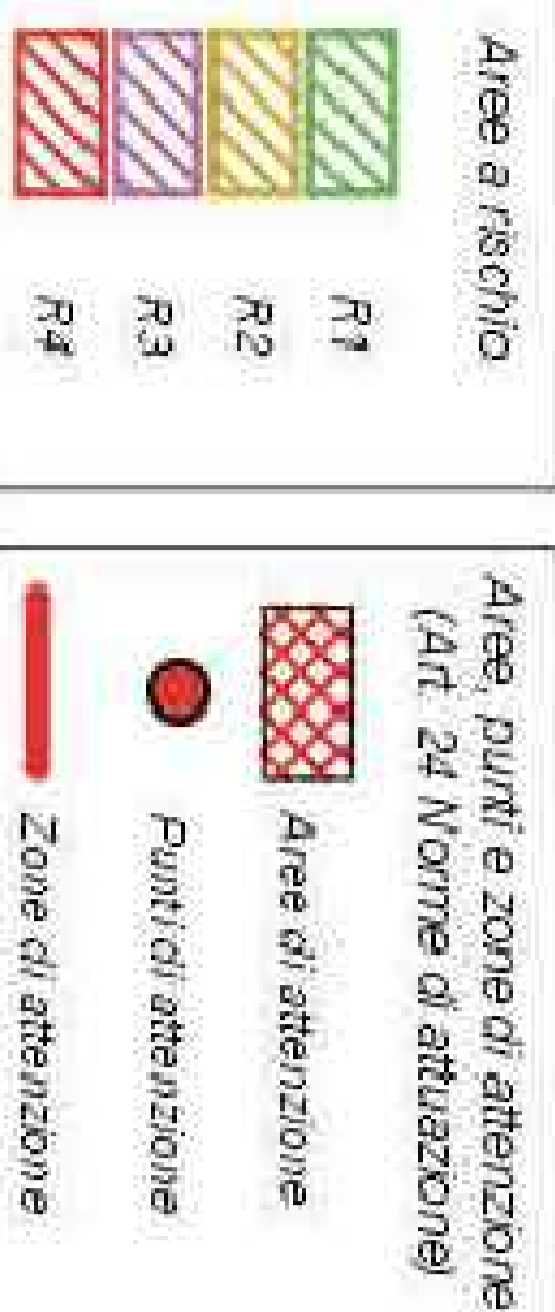 Aree a rischio
R1
R2
R3
R4
Aree, punti e zone di attenzione
(Art. 24 Norme di attuazione)
Aree di attenzione
Punti di attenzione
Zone di attenzione